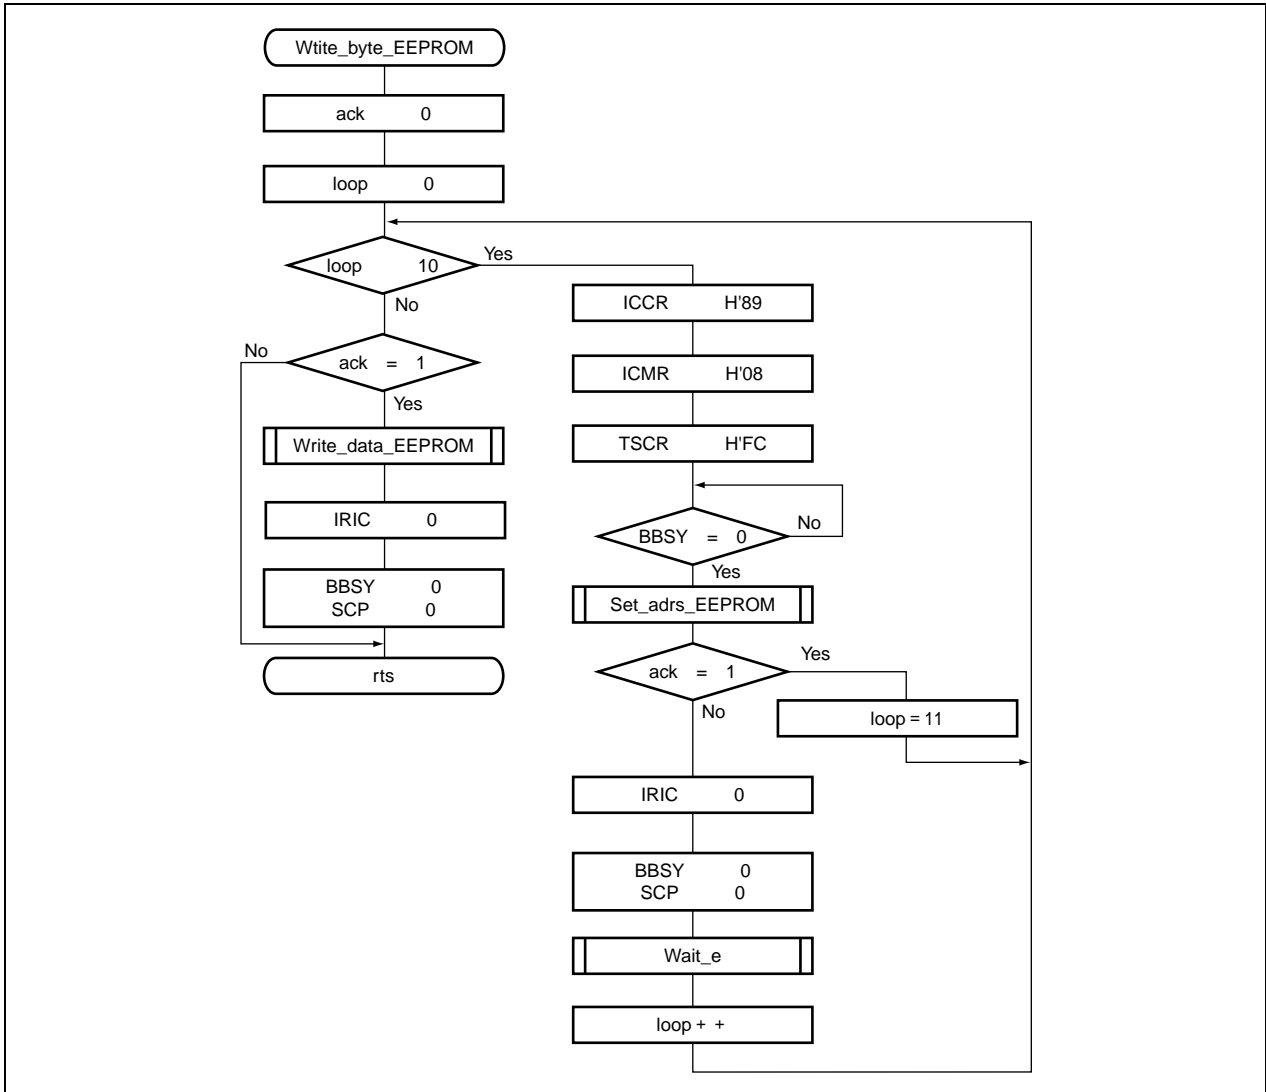 Wtite_byte_EEPROM
ack 0
loop 0
loop 10
Yes
No
ack = 1
No
Yes
Write_data_EEPROM
IRIC 0
BBSY 0
SCP 0
rts
ICCR H'89
ICMR H'08
TSCR H'FC
BBSY = 0
No
Yes
Set_adrs_EEPROM
ack = 1
Yes
No
loop = 11
IRIC 0
BBSY 0
SCP 0
Wait_e
loop + +